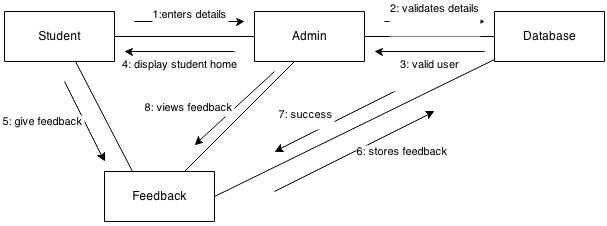 1:enters details
2: validates details
Student
Admin
Database
4: display student home
3: valid user
8: views feedback
7: success
5: give feedback
6: stores feedback
Feedback